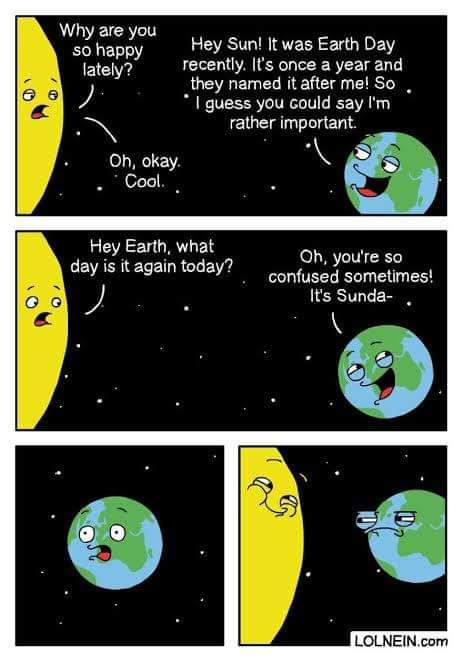 Why are you
so happy
lately?
Hey Sun! It was Earth Day
recently. It's once a year and
they named it after me! So
I guess you could say I'm
rather important.
Oh, okay.
Cool.
Hey Earth, what
day is it again today?
Oh, you're so
confused sometimes!
It's Sunda-
LOLNEIN.com